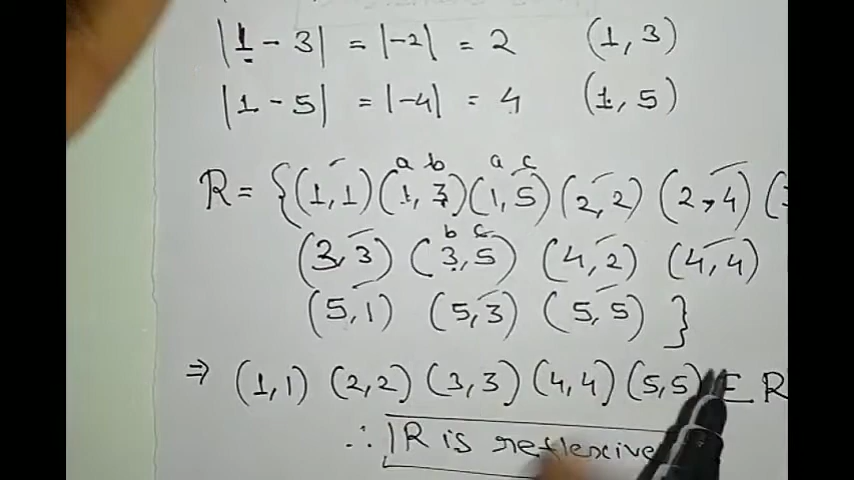 |1 - 3| = |-2| = 2 (1, 3)
|1 - 5| = |-4| = 4 (1, 5)
a b a c
R = {(1, 1) (1, 3) (1, 5) (2, 2) (2, 4) (
b c
(3, 3) (3, 5) (4, 2) (4, 4)
(5, 1) (5, 3) (5, 5) }
⇒ (1, 1) (2, 2) (3, 3) (4, 4) (5, 5) ∈ R
∴ R is reflexive